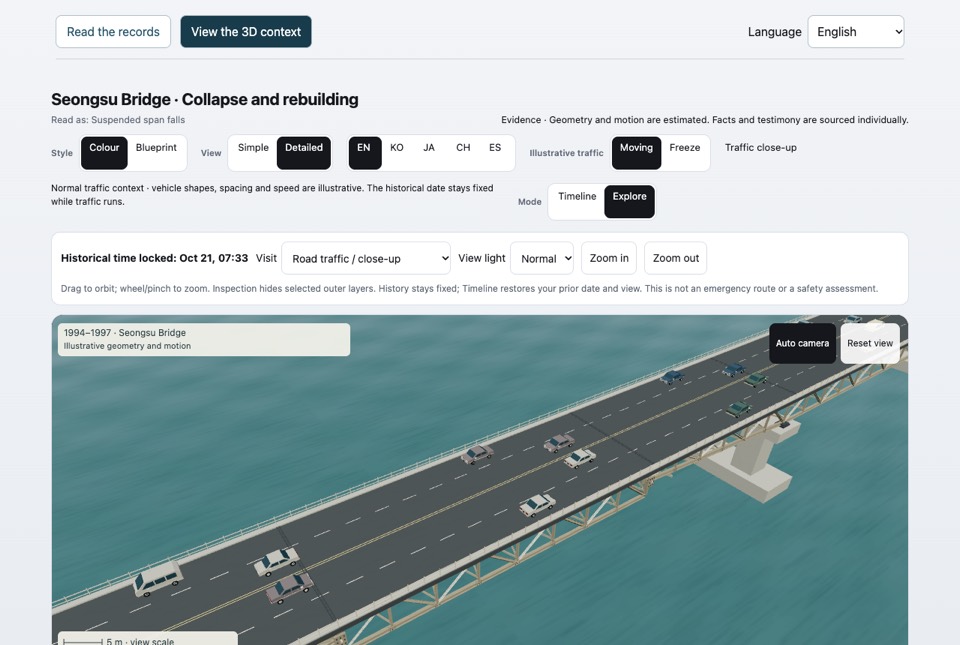 Read the records
View the 3D context
Language
English
Seongsu Bridge · Collapse and rebuilding
Read as: Suspended span falls
Evidence · Geometry and motion are estimated. Facts and testimony are sourced individually.
Style
Colour
Blueprint
View
Simple
Detailed
EN
KO
JA
CH
ES
Illustrative traffic
Moving
Freeze
Traffic close-up
Normal traffic context · vehicle shapes, spacing and speed are illustrative. The historical date stays fixed
while traffic runs.
Mode
Timeline
Explore
Historical time locked: Oct 21, 07:33
Visit
Road traffic / close-up
View light
Normal
Zoom in
Zoom out
Drag to orbit; wheel/pinch to zoom. Inspection hides selected outer layers. History stays fixed; Timeline restores your prior date and view. This is not an emergency route or a safety assessment.
1994–1997 · Seongsu Bridge
Illustrative geometry and motion
Auto camera
Reset view
5 m · view scale